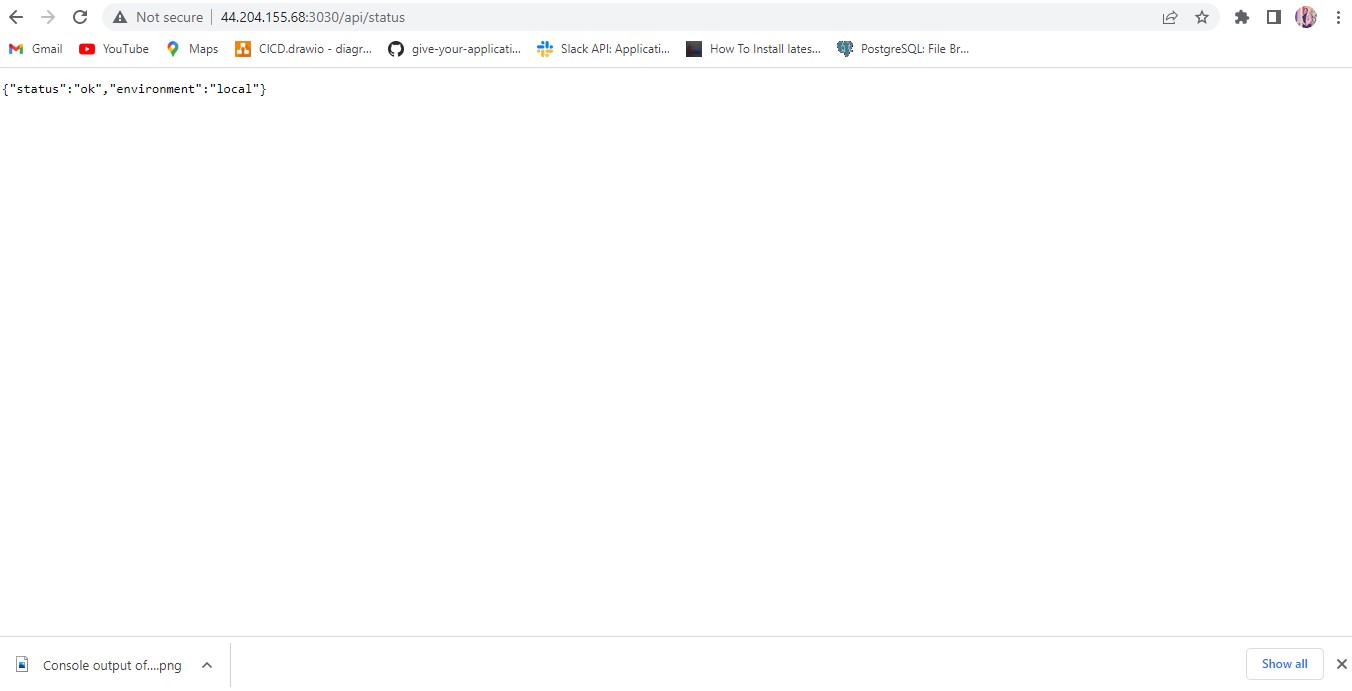 Not secure 44.204.155.68:3030/api/status
Gmail YouTube Maps CICD.drawio - diagr... give-your-applicati... Slack API: Applicati... How To Install lates... PostgreSQL: File Br...
{"status":"ok","environment":"local"}
Console output of....png Show all